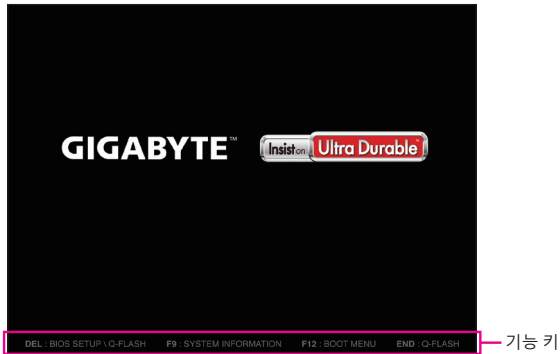 GIGABYTE™ Insist on Ultra Durable™
DEL : BIOS SETUP \ Q-FLASH F9 : SYSTEM INFORMATION F12 : BOOT MENU END : Q-FLASH
기능 키